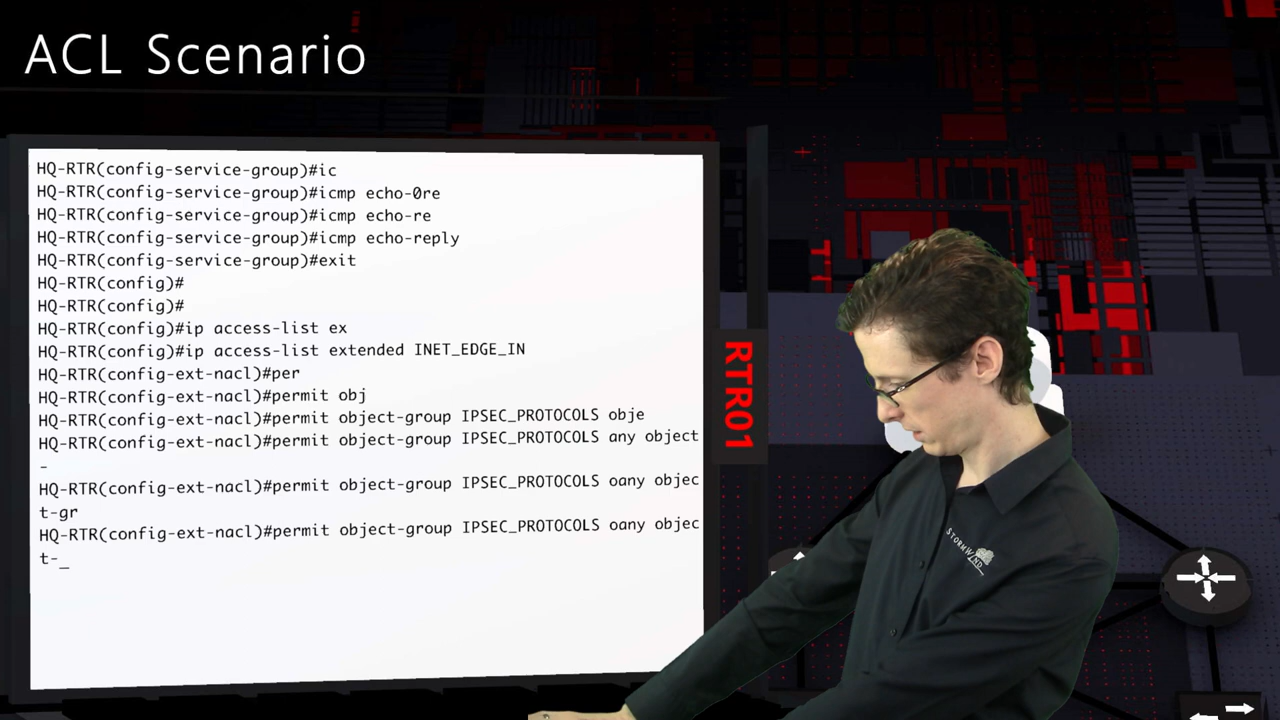 ACL Scenario
HQ-RTR(config-service-group)#ic
HQ-RTR(config-service-group)#icmp echo-0re
HQ-RTR(config-service-group)#icmp echo-re
HQ-RTR(config-service-group)#icmp echo-reply
HQ-RTR(config-service-group)#exit
HQ-RTR(config)#
HQ-RTR(config)#
HQ-RTR(config)#ip access-list ex
HQ-RTR(config)#ip access-list extended INET_EDGE_IN
HQ-RTR(config-ext-nacl)#per
HQ-RTR(config-ext-nacl)#permit obj
HQ-RTR(config-ext-nacl)#permit object-group IPSEC_PROTOCOLS obje
HQ-RTR(config-ext-nacl)#permit object-group IPSEC_PROTOCOLS any object
-
HQ-RTR(config-ext-nacl)#permit object-group IPSEC_PROTOCOLS oany objec
t-gr
HQ-RTR(config-ext-nacl)#permit object-group IPSEC_PROTOCOLS oany objec
t-_
RTR01
STORMWIND